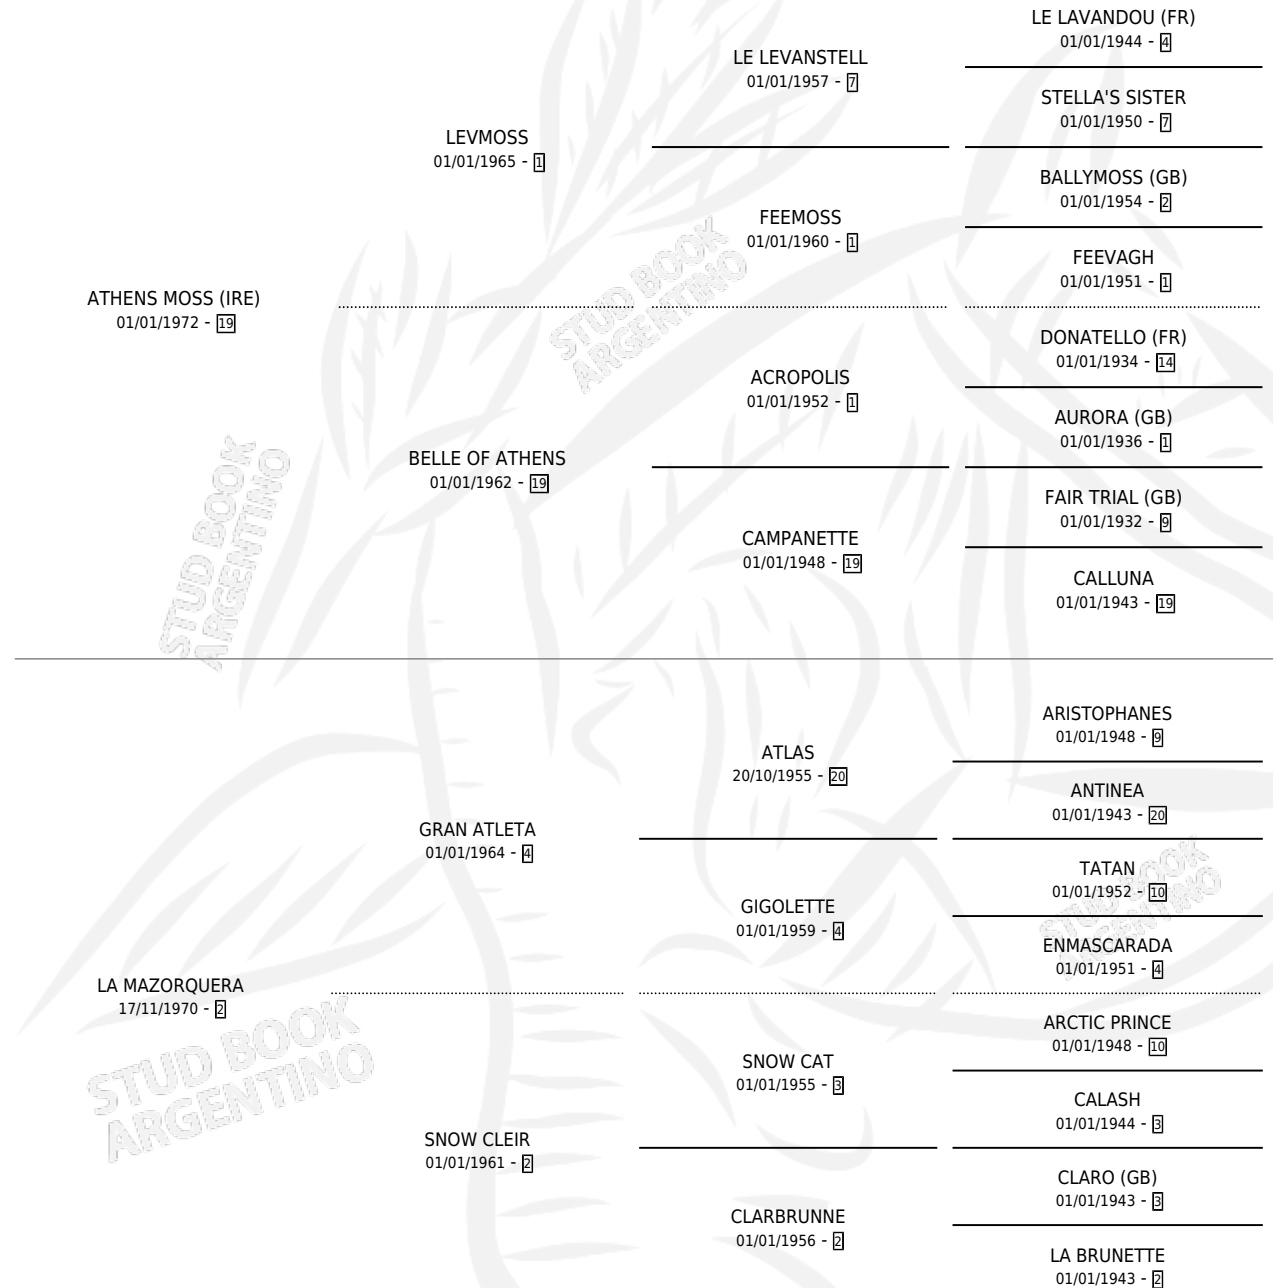 LE LAVANDOU (FR)
01/01/1944 - 4
LE LEVANSTELL
01/01/1957 - 7
STELLA'S SISTER
01/01/1950 - 7
LEVMOSS
01/01/1965 - 1
BALLYMOSS (GB)
01/01/1954 - 2
FEEMOSS
01/01/1960 - 1
FEEVAGH
01/01/1951 - 1
ATHENS MOSS (IRE)
01/01/1972 - 19
DONATELLO (FR)
01/01/1934 - 14
ACROPOLIS
01/01/1952 - 1
AURORA (GB)
01/01/1936 - 1
BELLE OF ATHENS
01/01/1962 - 19
FAIR TRIAL (GB)
01/01/1932 - 9
CAMPANETTE
01/01/1948 - 19
CALLUNA
01/01/1943 - 19
STUD BOOK
ARGENTINO
STUD BOOK
ARGENTINO
ARISTOPHANES
01/01/1948 - 9
ATLAS
20/10/1955 - 20
ANTINEA
01/01/1943 - 20
GRAN ATLETA
01/01/1964 - 4
TATAN
01/01/1952 - 10
GIGOLETTE
01/01/1959 - 4
ENMASCARADA
01/01/1951 - 4
STUD BOOK
ARGENTINO
LA MAZORQUERA
17/11/1970 - 2
ARCTIC PRINCE
01/01/1948 - 10
SNOW CAT
01/01/1955 - 3
CALASH
01/01/1944 - 3
STUD BOOK
ARGENTINO
SNOW CLEIR
01/01/1961 - 2
CLARO (GB)
01/01/1943 - 3
CLARBRUNNE
01/01/1956 - 2
LA BRUNETTE
01/01/1943 - 2